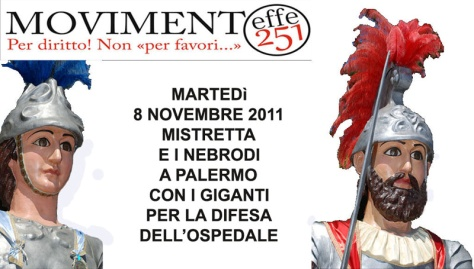 MOVIMENT effe 251
Per diritto! Non «per favori...»
MARTEDì
8 NOVEMBRE 2011
MISTRETTA
E I NEBRODI
A PALERMO
CON I GIGANTI
PER LA DIFESA
DELL'OSPEDALE